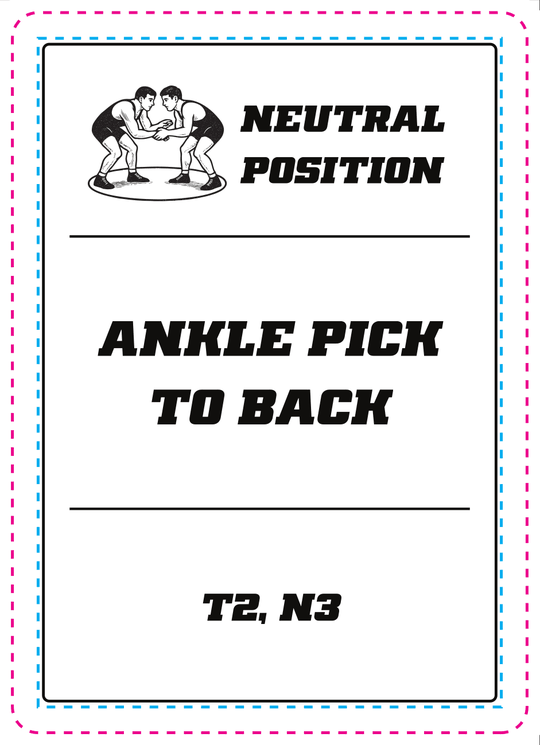 NEUTRAL
POSITION
ANKLE PICK
TO BACK
T2, N3